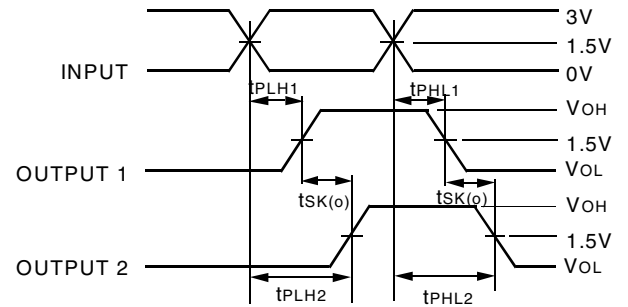 3V
1.5V
INPUT
0V
tPLH1
tPHL1
VOH
1.5V
OUTPUT 1
VOL
tSK(o)
tSK(o)
VOH
1.5V
OUTPUT 2
VOL
tPLH2
tPHL2